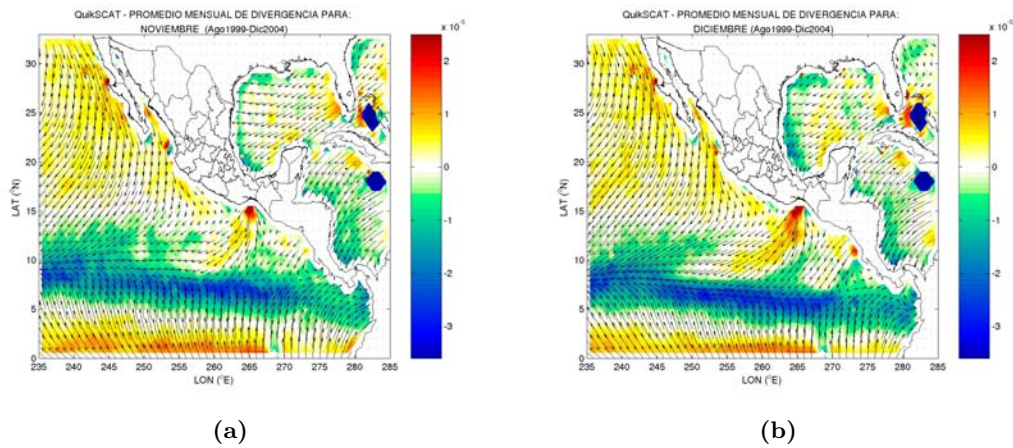 QuikSCAT - PROMEDIO MENSUAL DE DIVERGENCIA PARA:
NOVIEMBRE (Ago1999-Dic2004)
x 10⁻⁵
30
25
20
15
10
5
0
LAT (°N)
235 240 245 250 255 260 265 270 275 280 285
LON (°E)
2
1
0
-1
-2
-3
(a)
QuikSCAT - PROMEDIO MENSUAL DE DIVERGENCIA PARA:
DICIEMBRE (Ago1999-Dic2004)
x 10⁻⁵
30
25
20
15
10
5
0
LAT (°N)
235 240 245 250 255 260 265 270 275 280 285
LON (°E)
2
1
0
-1
-2
-3
(b)